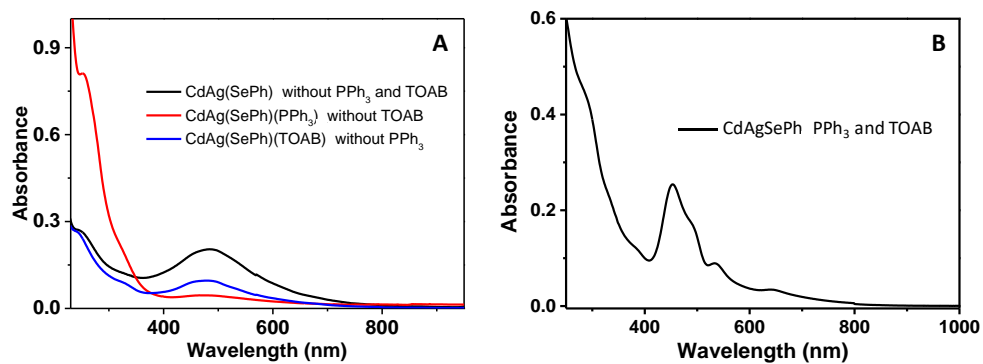 A
CdAg(SePh) without PPh₃ and TOAB
CdAg(SePh)(PPh₃) without TOAB
CdAg(SePh)(TOAB) without PPh₃
Absorbance
0.9
0.6
0.3
0.0
400
600
800
Wavelength (nm)
B
CdAgSePh PPh₃ and TOAB
Absorbance
0.6
0.4
0.2
0.0
400
600
800
1000
Wavelength (nm)